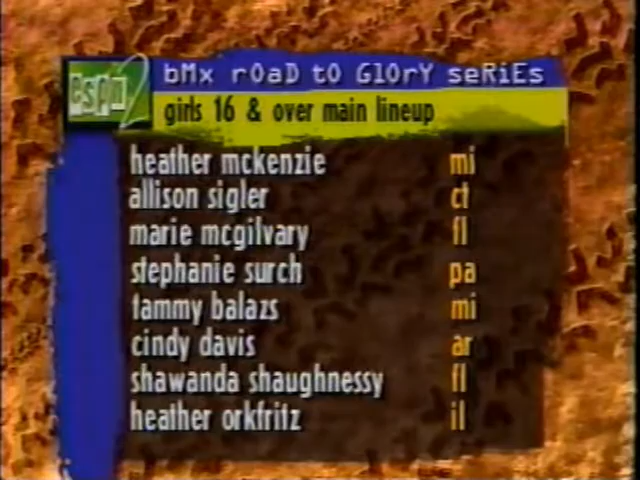 espn2
bMx rOaD tO GlOrY seRiEs
girls 16 & over main lineup
heather mckenzie mi
allison sigler ct
marie mcgilvary fl
stephanie surch pa
tammy balazs mi
cindy davis ar
shawanda shaughnessy fl
heather orkfritz il